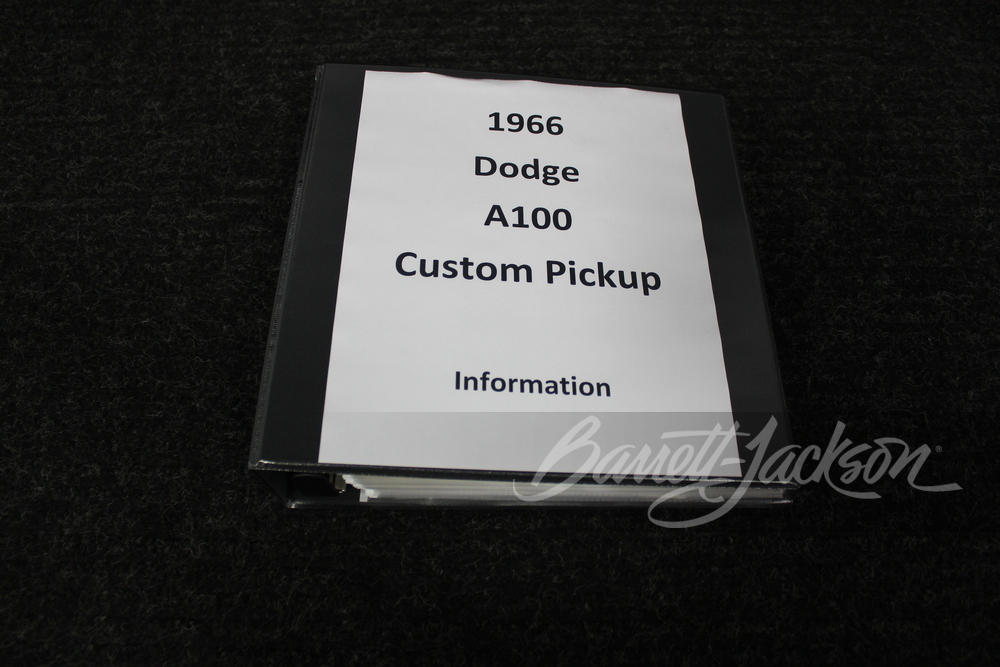 1966
Dodge
A100
Custom Pickup
Information
Barrett-Jackson®